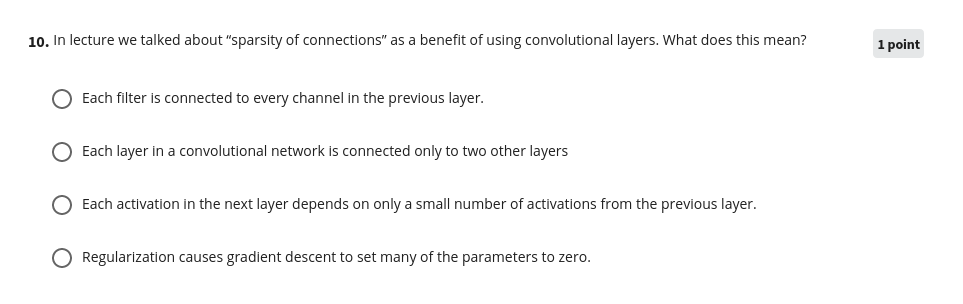 10. In lecture we talked about “sparsity of connections” as a benefit of using convolutional layers. What does this mean?
1 point
Each filter is connected to every channel in the previous layer.
Each layer in a convolutional network is connected only to two other layers
Each activation in the next layer depends on only a small number of activations from the previous layer.
Regularization causes gradient descent to set many of the parameters to zero.